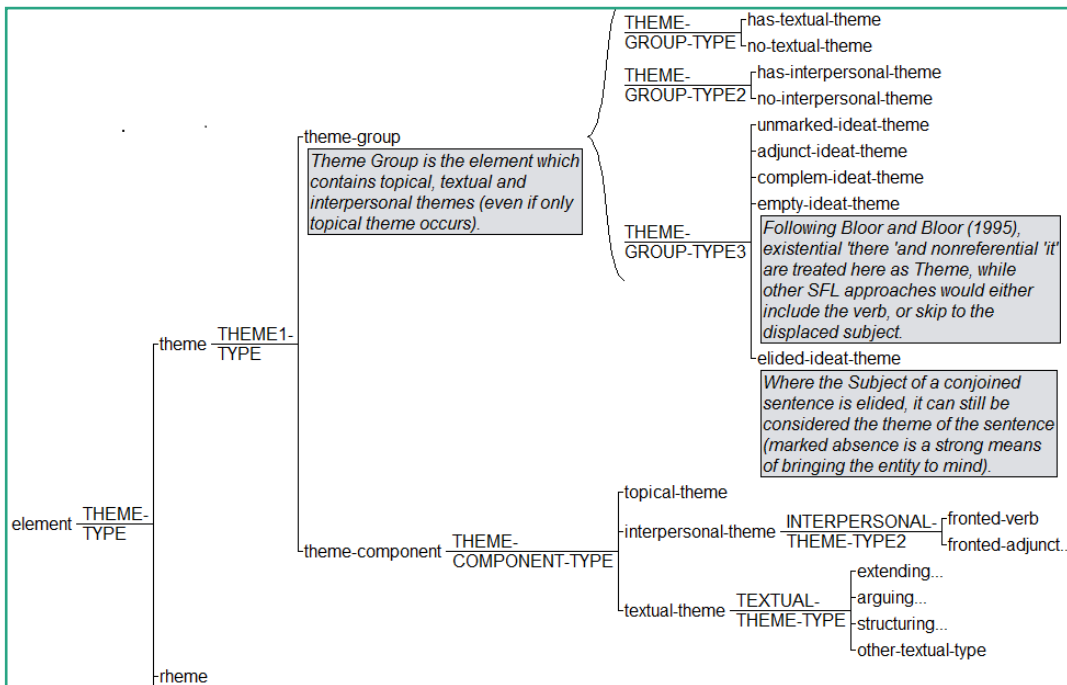 THEME-
GROUP-TYPE
has-textual-theme
no-textual-theme
THEME-
GROUP-TYPE2
has-interpersonal-theme
no-interpersonal-theme
theme-group
Theme Group is the element which
contains topical, textual and
interpersonal themes (even if only
topical theme occurs).
THEME-
GROUP-TYPE3
unmarked-ideat-theme
adjunct-ideat-theme
complem-ideat-theme
empty-ideat-theme
Following Bloor and Bloor (1995),
existential 'there 'and nonreferential 'it'
are treated here as Theme, while
other SFL approaches would either
include the verb, or skip to the
displaced subject.
elided-ideat-theme
Where the Subject of a conjoined
sentence is elided, it can still be
considered the theme of the sentence
(marked absence is a strong means
of bringing the entity to mind).
theme
THEME1-
TYPE
element
THEME-
TYPE
theme-component
THEME-
COMPONENT-TYPE
topical-theme
interpersonal-theme
INTERPERSONAL-
THEME-TYPE2
fronted-verb
fronted-adjunct...
textual-theme
TEXTUAL-
THEME-TYPE
extending...
arguing...
structuring...
other-textual-type
rheme